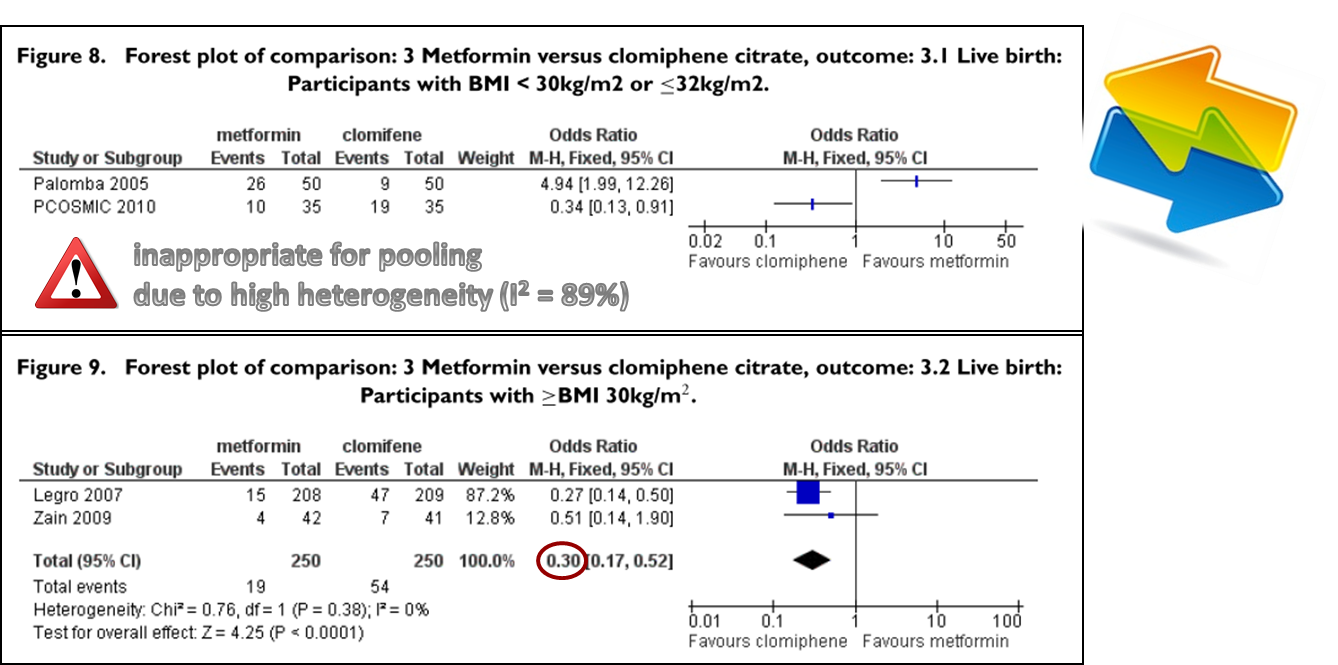 Figure 8. Forest plot of comparison: 3 Metformin versus clomiphene citrate, outcome: 3.1 Live birth:
Participants with BMI < 30kg/m2 or ≤32kg/m2.
metformin clomifene Odds Ratio Odds Ratio
Study or Subgroup Events Total Events Total Weight M-H, Fixed, 95% CI M-H, Fixed, 95% CI
Palomba 2005 26 50 9 50 4.94 [1.99, 12.26]
PCOSMIC 2010 10 35 19 35 0.34 [0.13, 0.91]
0.02 0.1 1 10 50
Favours clomiphene Favours metformin
inappropriate for pooling
due to high heterogeneity (I² = 89%)
Figure 9. Forest plot of comparison: 3 Metformin versus clomiphene citrate, outcome: 3.2 Live birth:
Participants with ≥BMI 30kg/m².
metformin clomifene Odds Ratio Odds Ratio
Study or Subgroup Events Total Events Total Weight M-H, Fixed, 95% CI M-H, Fixed, 95% CI
Legro 2007 15 208 47 209 87.2% 0.27 [0.14, 0.50]
Zain 2009 4 42 7 41 12.8% 0.51 [0.14, 1.90]
Total (95% CI) 250 250 100.0% 0.30 [0.17, 0.52]
Total events 19 54
Heterogeneity: Chi² = 0.76, df = 1 (P = 0.38); I² = 0%
Test for overall effect: Z = 4.25 (P < 0.0001)
0.01 0.1 1 10 100
Favours clomiphene Favours metformin